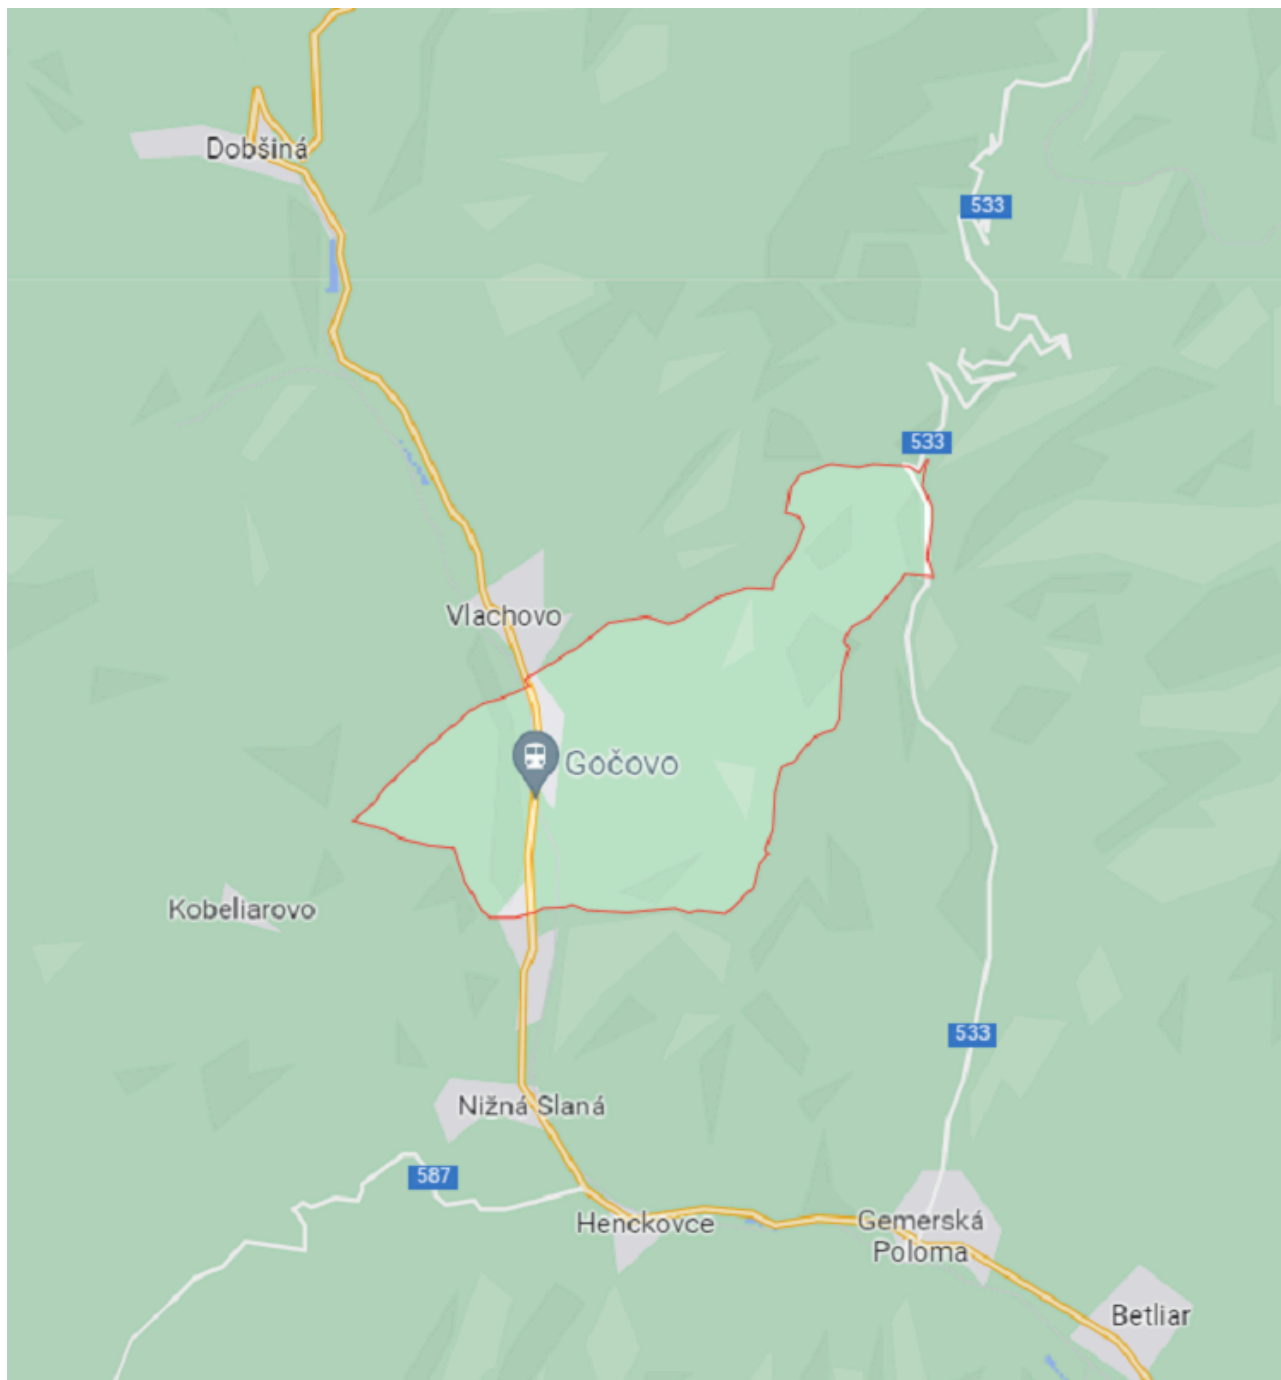 Dobšiná
533
533
Vlachovo
Gočovo
Kobeliarovo
533
Nižná Slaná
587
Henckovce
Gemerská
Poloma
Betliar